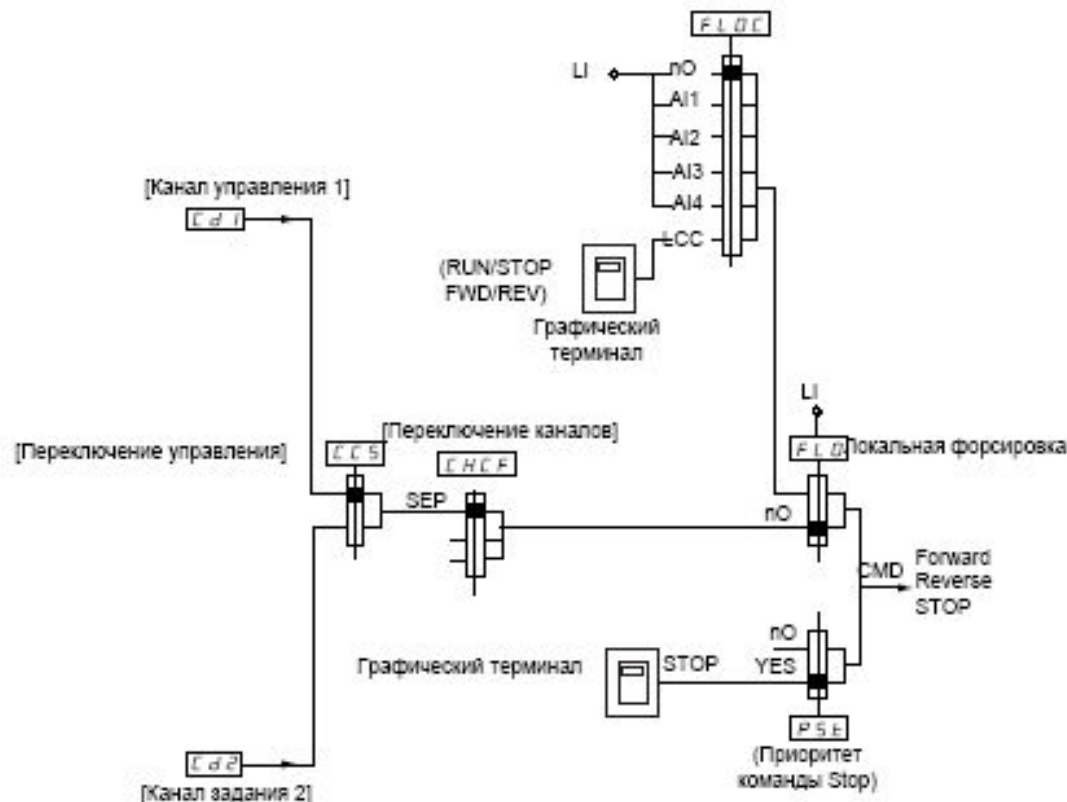 FLOC
LI
nO
AI1
AI2
AI3
AI4
LCC
[Канал управления 1]
Cd1
(RUN/STOP
FWD/REV)
Графический
терминал
LI
[Переключение каналов]
[Переключение управления]
CCS
CHCF
FLO
Локальная форсировка
SEP
nO
CMD
Forward
Reverse
STOP
nO
Графический терминал
STOP
YES
PSt
(Приоритет
команды Stop)
Cd2
[Канал задания 2]